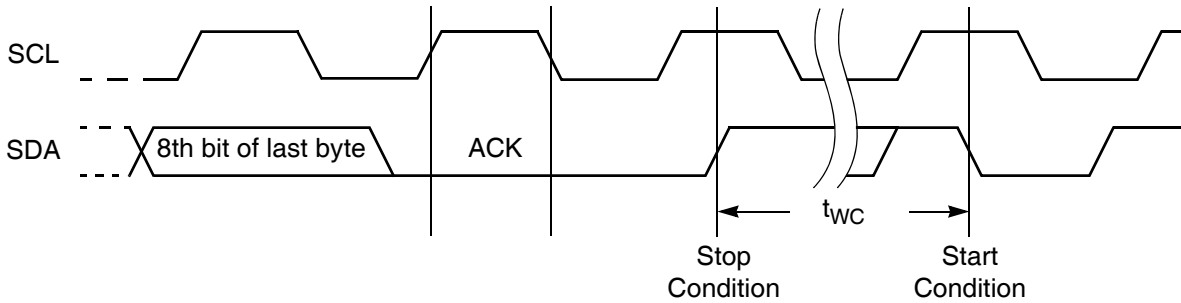 SCL
SDA
8th bit of last byte
ACK
tWC
Stop
Condition
Start
Condition